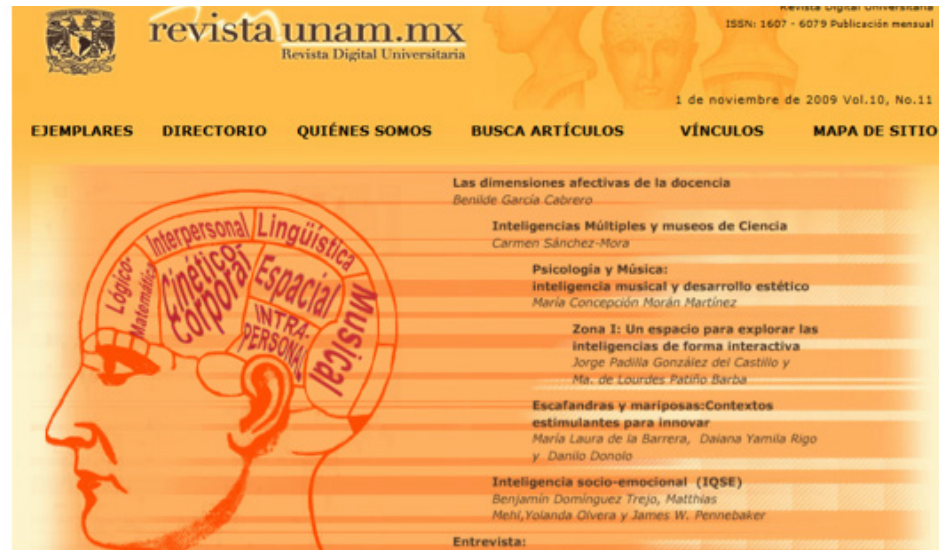 Revista Digital Universitaria
ISSN: 1607 - 6079 Publicación mensual
revista.unam.mx
Revista Digital Universitaria
1 de noviembre de 2009 Vol.10, No.11
EJEMPLARES DIRECTORIO QUIÉNES SOMOS BUSCA ARTÍCULOS VÍNCULOS MAPA DE SITIO
Las dimensiones afectivas de la docencia
Benilde García Cabrero
Inteligencias Múltiples y museos de Ciencia
Carmen Sánchez-Mora
Psicología y Música:
inteligencia musical y desarrollo estético
María Concepción Morán Martínez
Zona I: Un espacio para explorar las
inteligencias de forma interactiva
Jorge Padilla González del Castillo y
Ma. de Lourdes Patiño Barba
Escafandras y mariposas:Contextos
estimulantes para innovar
María Laura de la Barrera, Daiana Yamila Rigo
y Danilo Donolo
Inteligencia socio-emocional (IQSE)
Benjamín Domínguez Trejo, Matthias
Mehl,Yolanda Olvera y James W. Pennebaker
Entrevista:
Lógico-
Matemática
Interpersonal
Lingüística
Cinético-
corporal
Espacial
INTRA-
PERSONAL
Musical